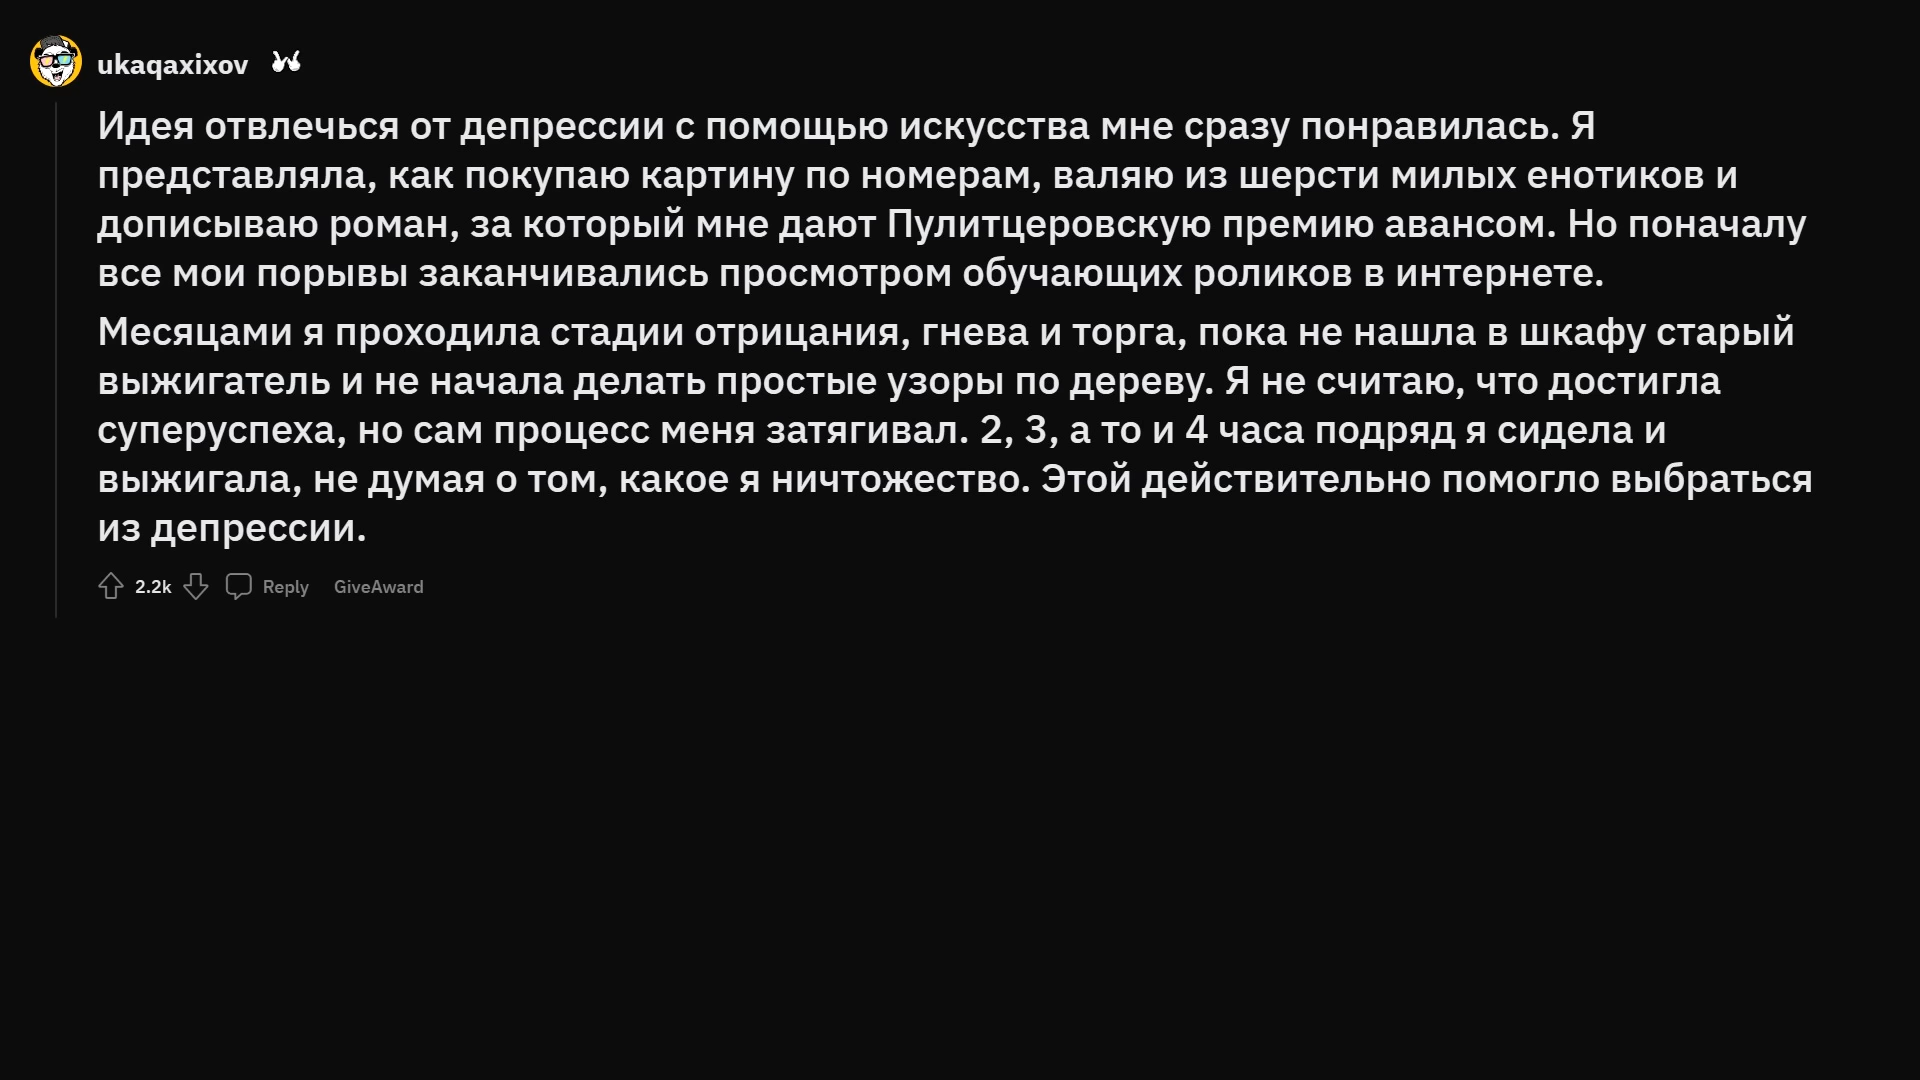 ukaqaxixov
Идея отвлечься от депрессии с помощью искусства мне сразу понравилась. Я
представляла, как покупаю картину по номерам, валяю из шерсти милых енотиков и
дописываю роман, за который мне дают Пулитцеровскую премию авансом. Но поначалу
все мои порывы заканчивались просмотром обучающих роликов в интернете.
Месяцами я проходила стадии отрицания, гнева и торга, пока не нашла в шкафу старый
выжигатель и не начала делать простые узоры по дереву. Я не считаю, что достигла
суперуспеха, но сам процесс меня затягивал. 2, 3, а то и 4 часа подряд я сидела и
выжигала, не думая о том, какое я ничтожество. Этой действительно помогло выбраться
из депрессии.
2.2k Reply GiveAward